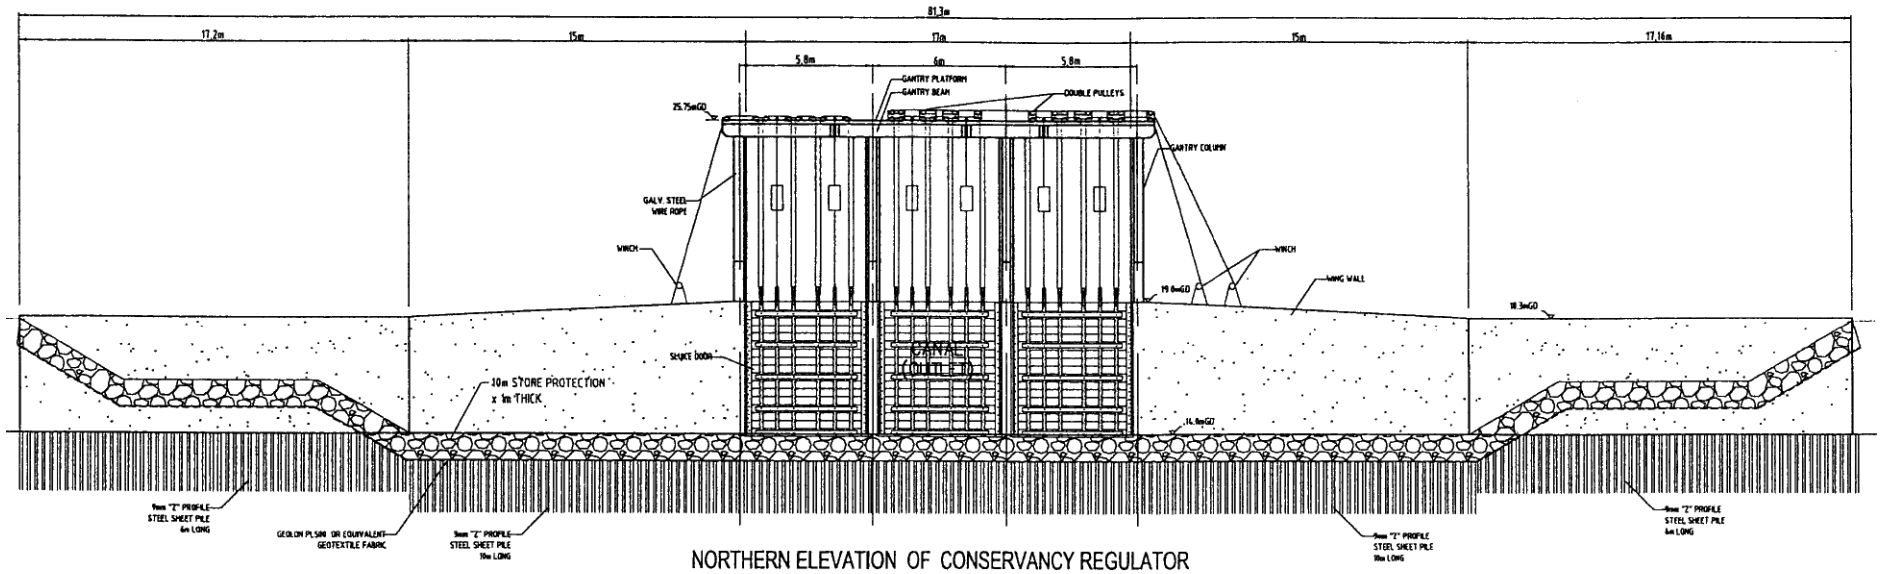 81.3m
17.2m
15m
17m
15m
17.16m
5.8m
6m
5.8m
GANTRY PLATFORM
GANTRY BEAM
DOUBLE PULLEYS
25.75mGD
GANTRY COLUMN
GALV. STEEL
WIRE ROPE
WINCH
WINCH
WING WALL
19.0mGD
18.3mGD
SLUICE DOOR
CANAL
(OUTLET)
10m STORE PROTECTION
x 1m THICK
14.0mGD
9mm "Z" PROFILE
STEEL SHEET PILE
6m LONG
GEOTEXTILE FABRIC
9mm "Z" PROFILE
STEEL SHEET PILE
10m LONG
9mm "Z" PROFILE
STEEL SHEET PILE
10m LONG
9mm "Z" PROFILE
STEEL SHEET PILE
6m LONG
NORTHERN ELEVATION OF CONSERVANCY REGULATOR